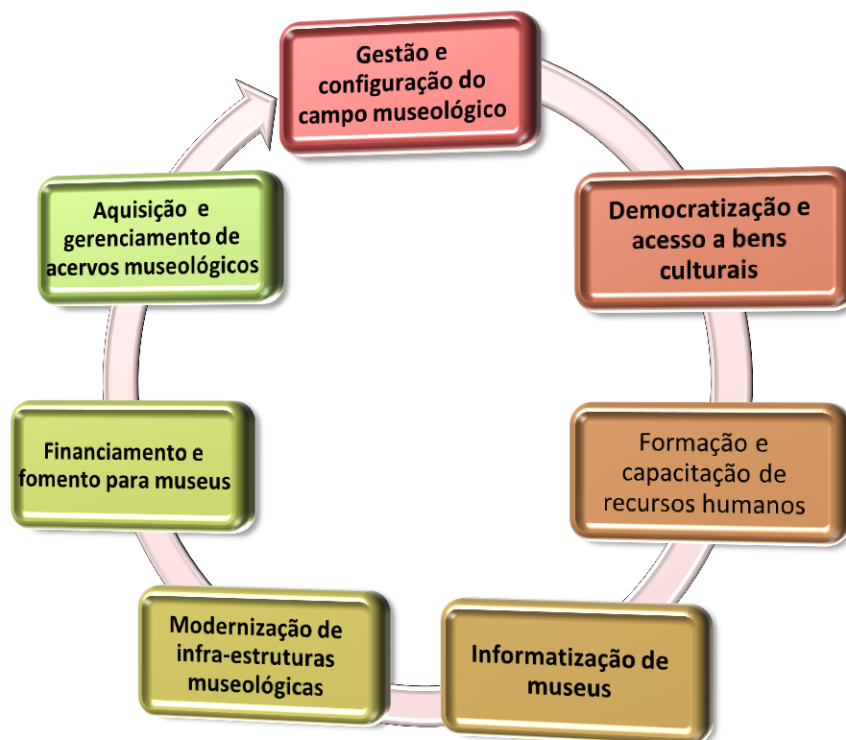 Gestão e
configuração do
campo museológico
Democratização e
acesso a bens
culturais
Formação e
capacitação de
recursos humanos
Informatização de
museus
Modernização de
infra-estruturas
museológicas
Financiamento e
fomento para museus
Aquisição e
gerenciamento de
acervos museológicos